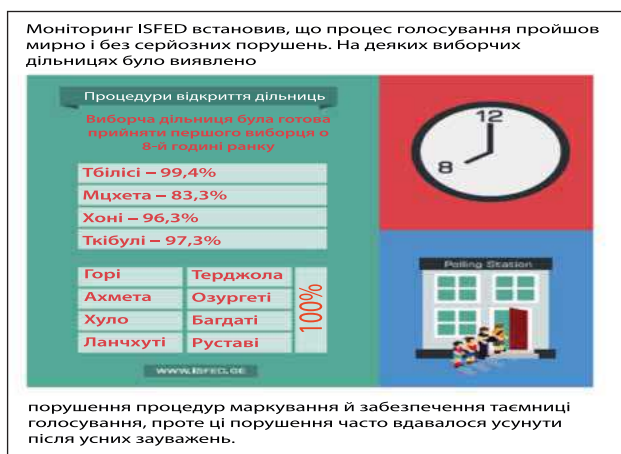 Моніторинг ISFED встановив, що процес голосування пройшов
мирно і без серйозних порушень. На деяких виборчих
дільницях було виявлено
Процедури відкриття дільниць
Виборча дільниця була готова
прийняти першого виборця о
8-й годині ранку
Тбілісі – 99,4%
Мцхета – 83,3%
Хоні – 96,3%
Ткібулі – 97,3%
Горі Терджола
Ахмета Озургеті
Хуло Багдаті
Ланчхуті Руставі
100%
WWW.ISFED.GE
12
8
Polling Station
порушення процедур маркування й забезпечення таємниці
голосування, проте ці порушення часто вдавалося усунути
після усних зауважень.